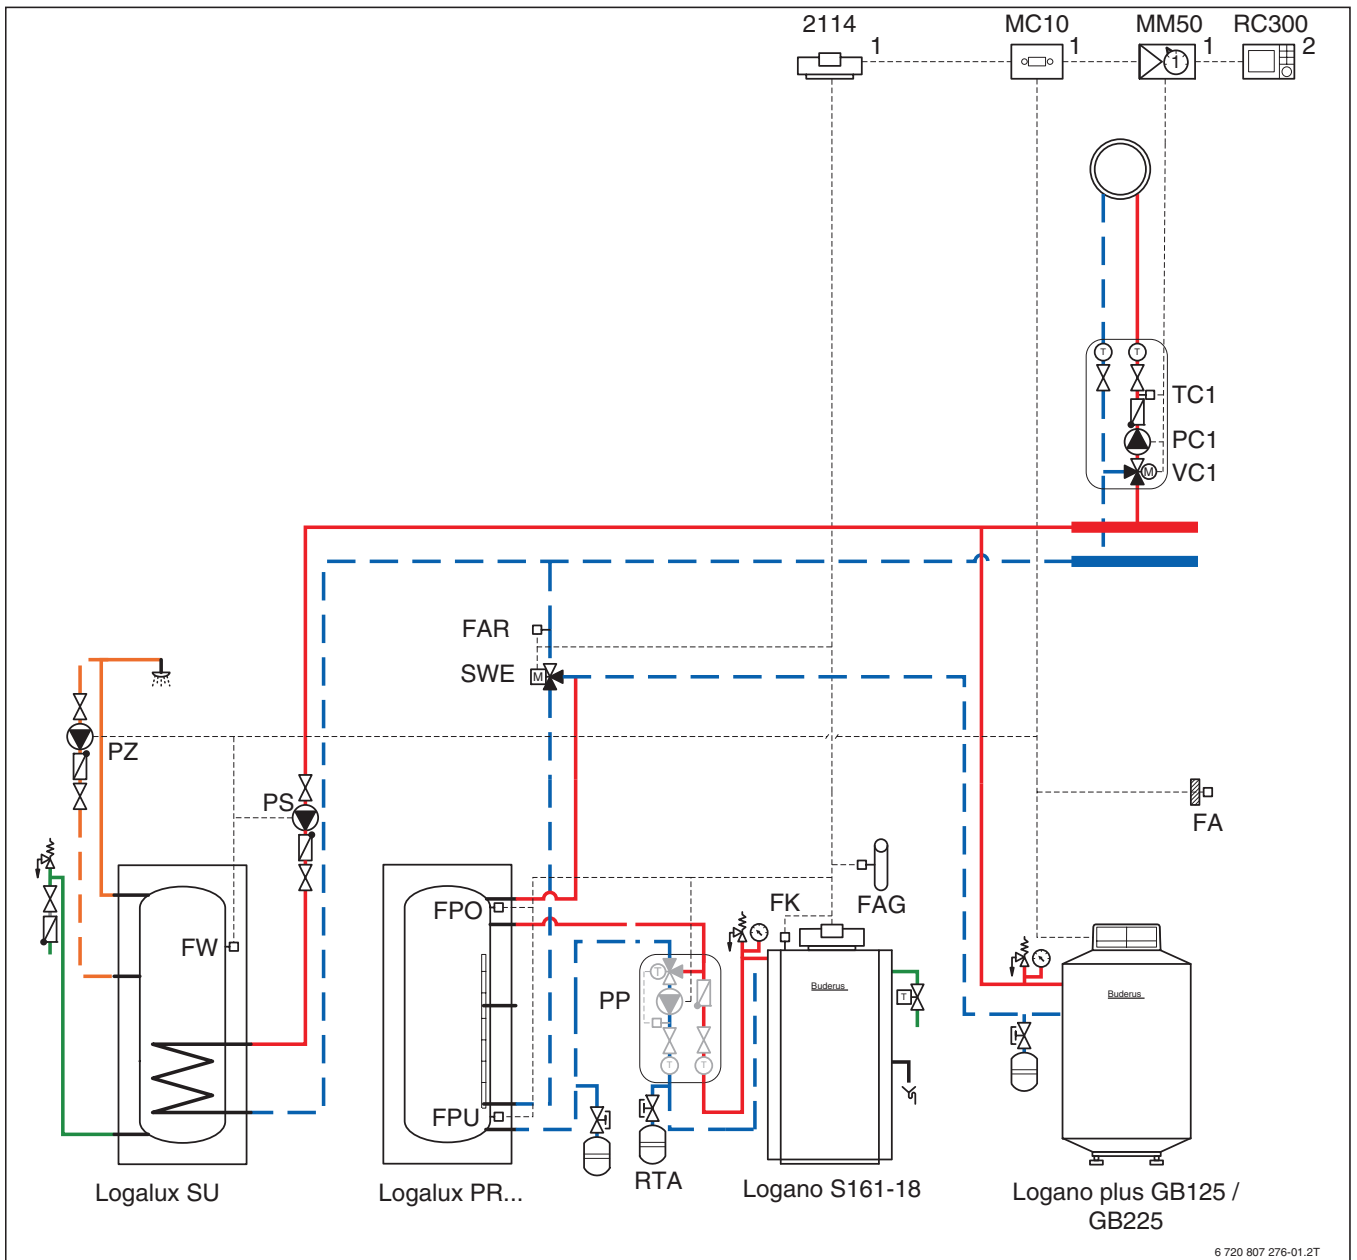 2114 1 MC10 1 MM50 1 RC300 2
1
T T
TC1
PC1
M VC1
FAR
SWE M
PZ
PS
FA
FPO FK FAG
FW
T
PP
Buderus
T
Buderus
T T
FPU
RTA
Logalux SU Logalux PR... Logano S161-18 Logano plus GB125 /
GB225
6 720 807 276-01.2T